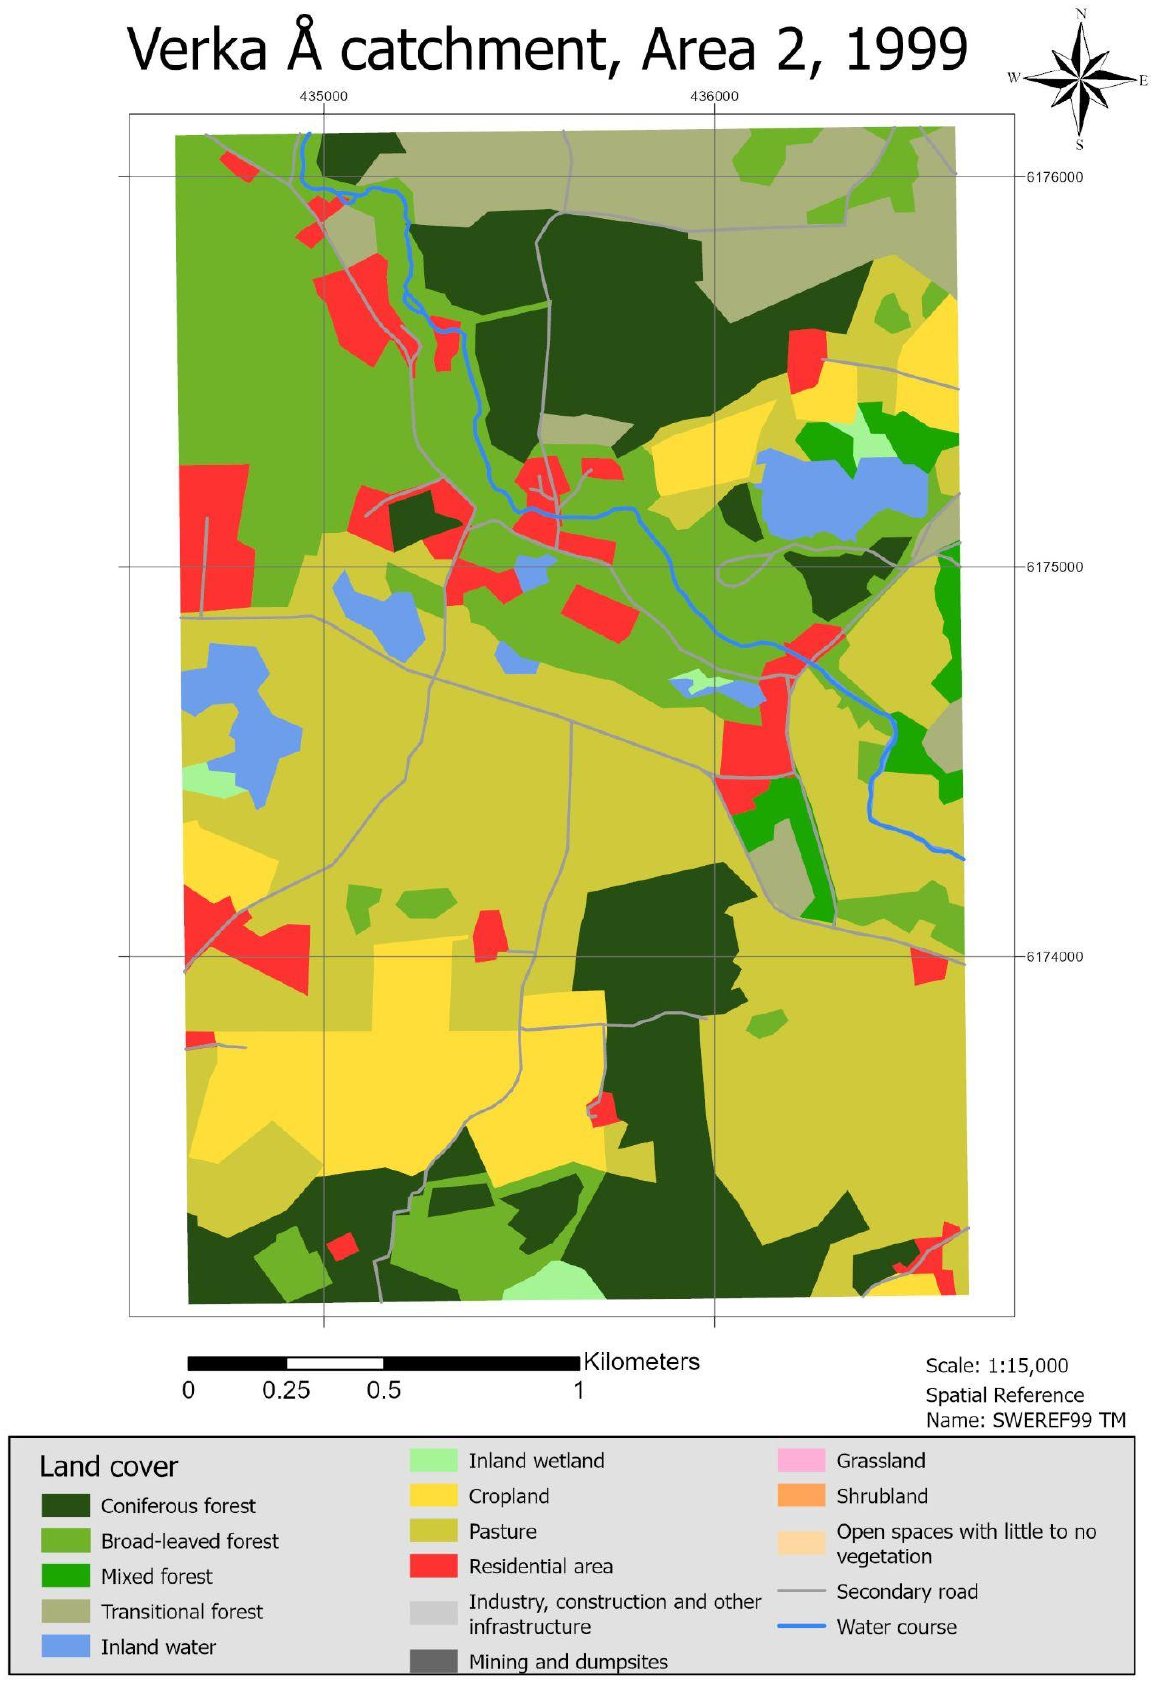 Verka Å catchment, Area 2, 1999
N
W
E
S
435000
436000
6176000
6175000
6174000
Kilometers
0
0.25
0.5
1
Scale: 1:15,000
Spatial Reference
Name: SWEREF99 TM
Land cover
Coniferous forest
Broad-leaved forest
Mixed forest
Transitional forest
Inland water
Inland wetland
Cropland
Pasture
Residential area
Industry, construction and other
infrastructure
Mining and dumpsites
Grassland
Shrubland
Open spaces with little to no
vegetation
Secondary road
Water course